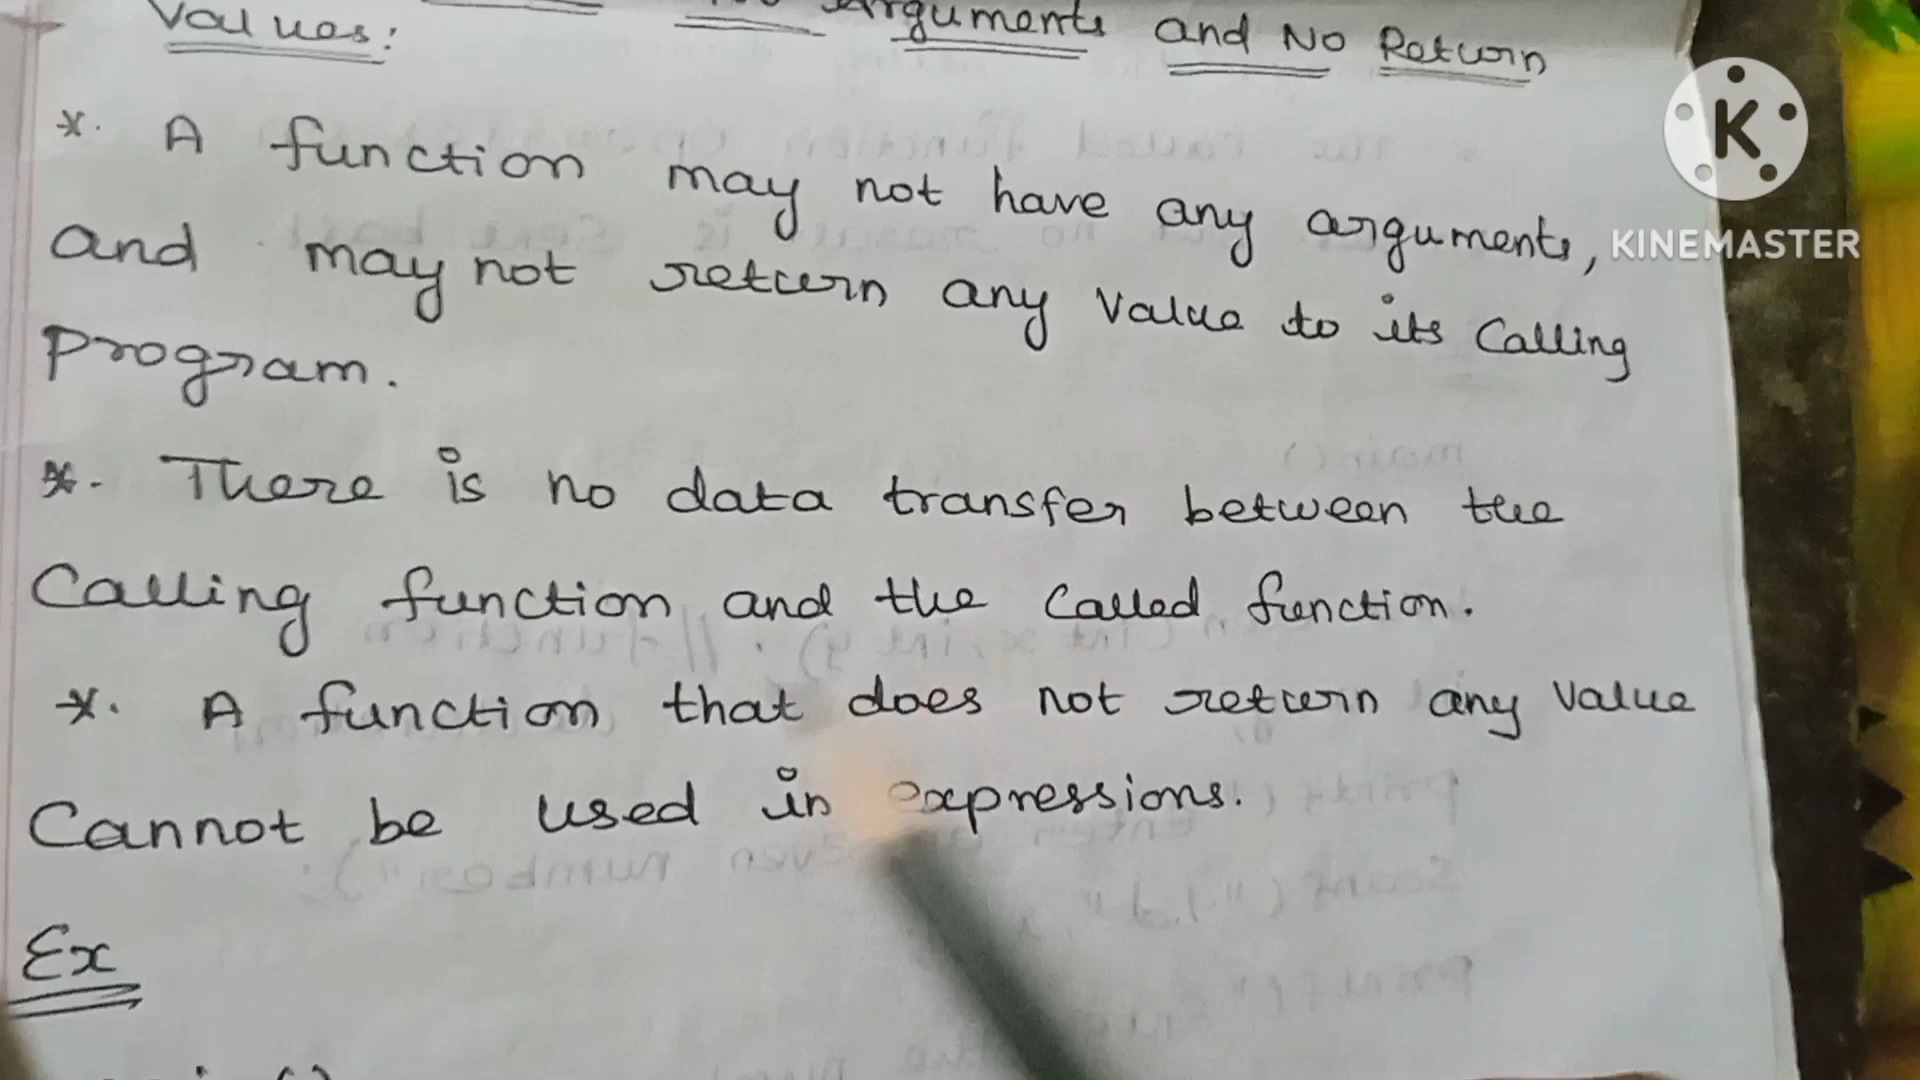 Arguments and No Return
Values:
*. A function may not have any arguments,
and may not return any value to its calling
program.
*. There is no data transfer between the
Calling function and the called function.
*. A function that does not return any value
Cannot be used in expressions.
Ex
K
KINEMASTER